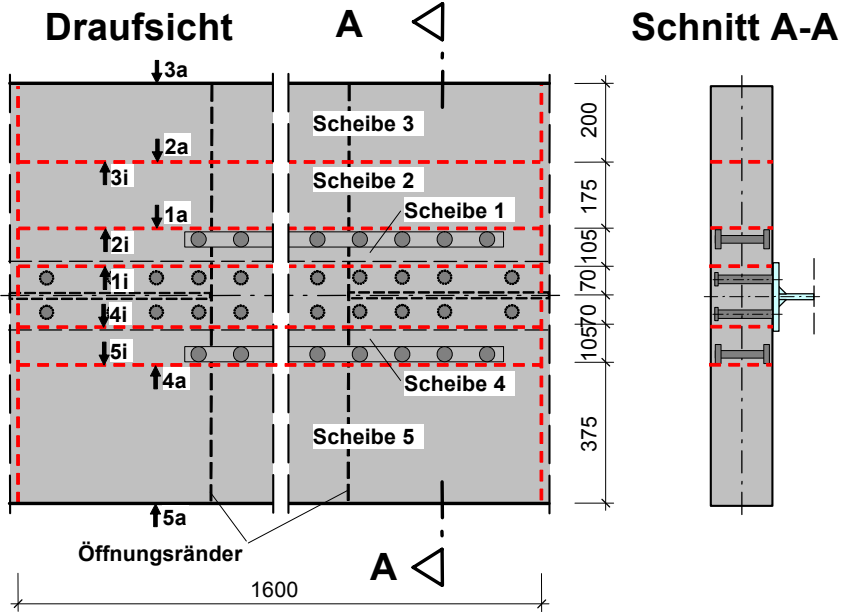 Draufsicht
A
Schnitt A-A
3a
Scheibe 3
200
2a
3i
Scheibe 2
175
1a
Scheibe 1
2i
105
1i
70
4i
70
5i
105
4a
Scheibe 4
Scheibe 5
375
5a
Öffnungsränder
A
1600